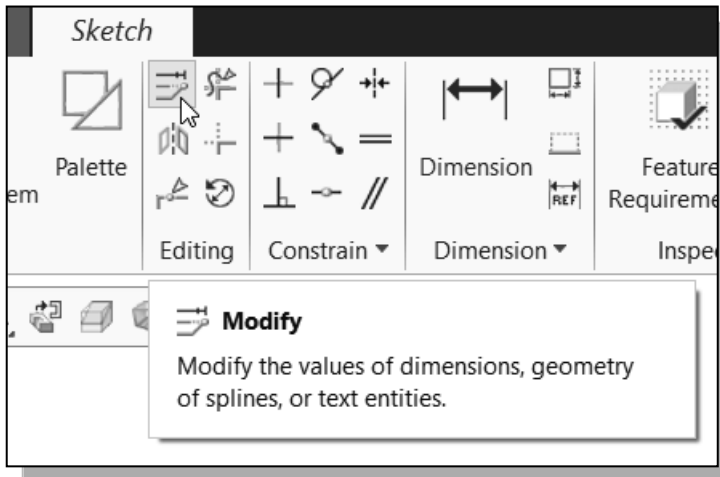 Sketch
Palette
em
Dimension
REF
Feature
Requireme
Editing
Constrain
Dimension
Inspe
Modify
Modify the values of dimensions, geometry
of splines, or text entities.